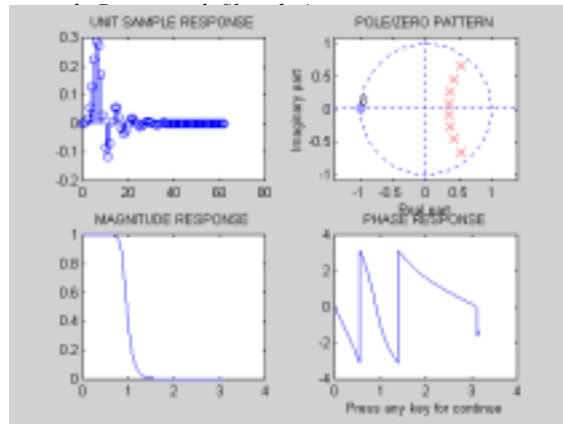 UNIT SAMPLE RESPONSE
0.3
0.2
0.1
0
-0.1
-0.2
0 20 40 60 80
POLE/ZERO PATTERN
Imaginary part
1
0.5
0
-0.5
-1
-1 -0.5 0 0.5 1
Real part
MAGNITUDE RESPONSE
1
0.8
0.6
0.4
0.2
0
0 1 2 3 4
PHASE RESPONSE
4
2
0
-2
-4
0 1 2 3 4
Press any key for continue